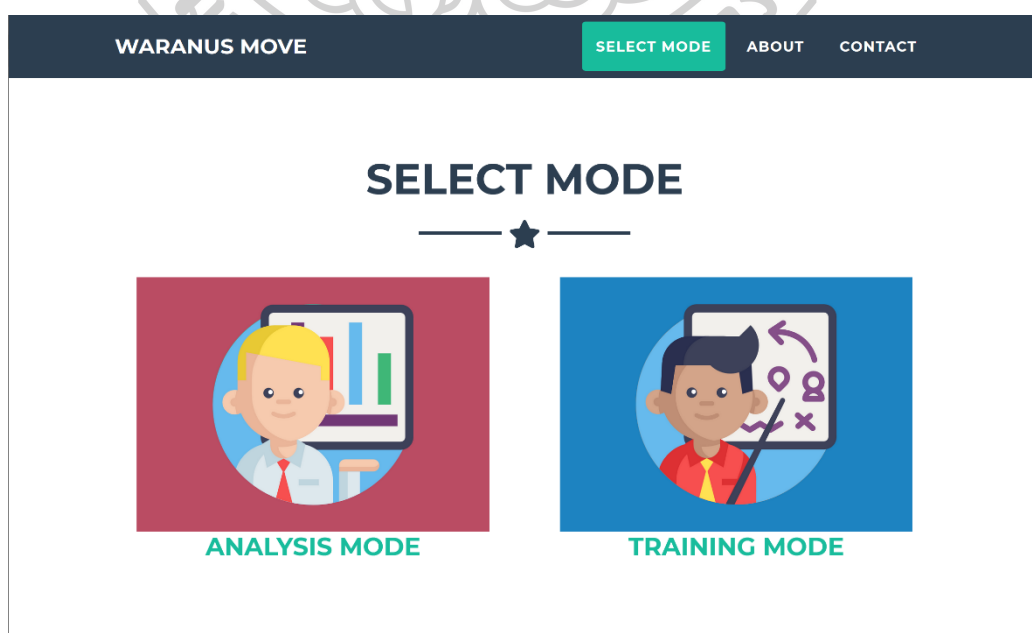 WARANUS MOVE SELECT MODE ABOUT CONTACT
SELECT MODE
ANALYSIS MODE TRAINING MODE